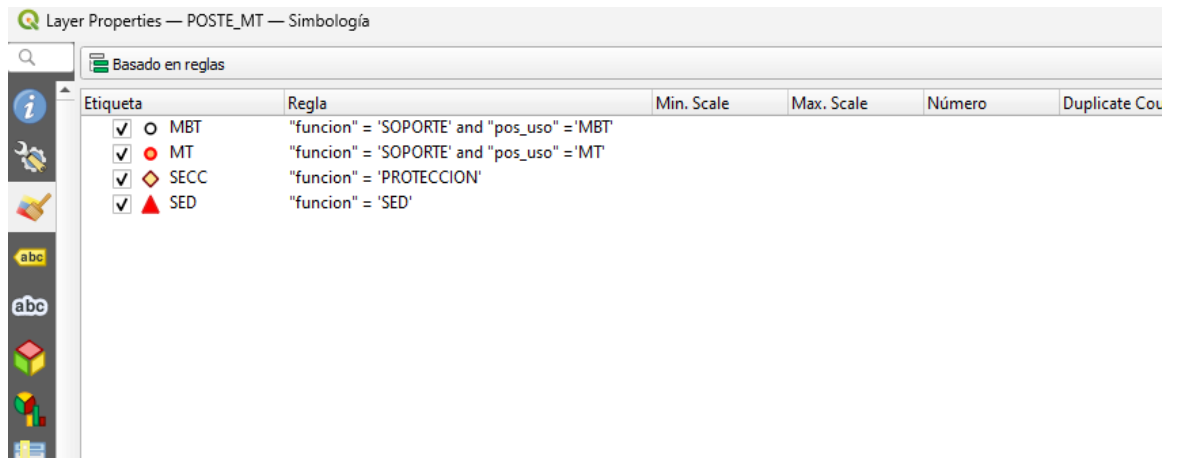 Layer Properties — POSTE_MT — Simbología
Basado en reglas
Etiqueta Regla Min. Scale Max. Scale Número Duplicate Cou
MBT "funcion" = 'SOPORTE' and "pos_uso" ='MBT'
MT "funcion" = 'SOPORTE' and "pos_uso" ='MT'
SECC "funcion" = 'PROTECCION'
SED "funcion" = 'SED'
abc
abc